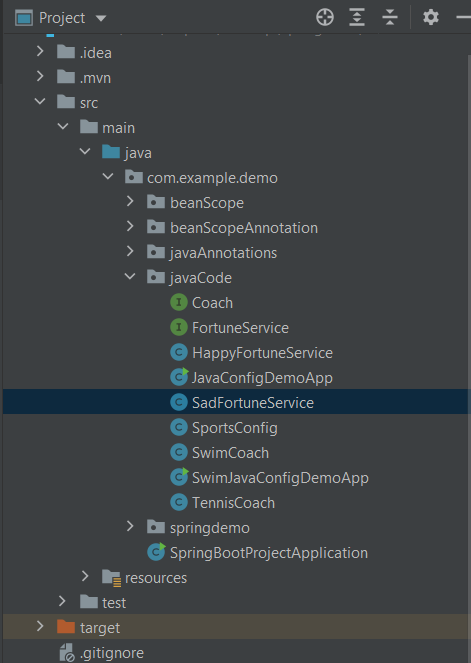 Project
.idea
.mvn
src
main
java
com.example.demo
beanScope
beanScopeAnnotation
javaAnnotations
javaCode
Coach
FortuneService
HappyFortuneService
JavaConfigDemoApp
SadFortuneService
SportsConfig
SwimCoach
SwimJavaConfigDemoApp
TennisCoach
springdemo
SpringBootProjectApplication
resources
test
target
.gitignore